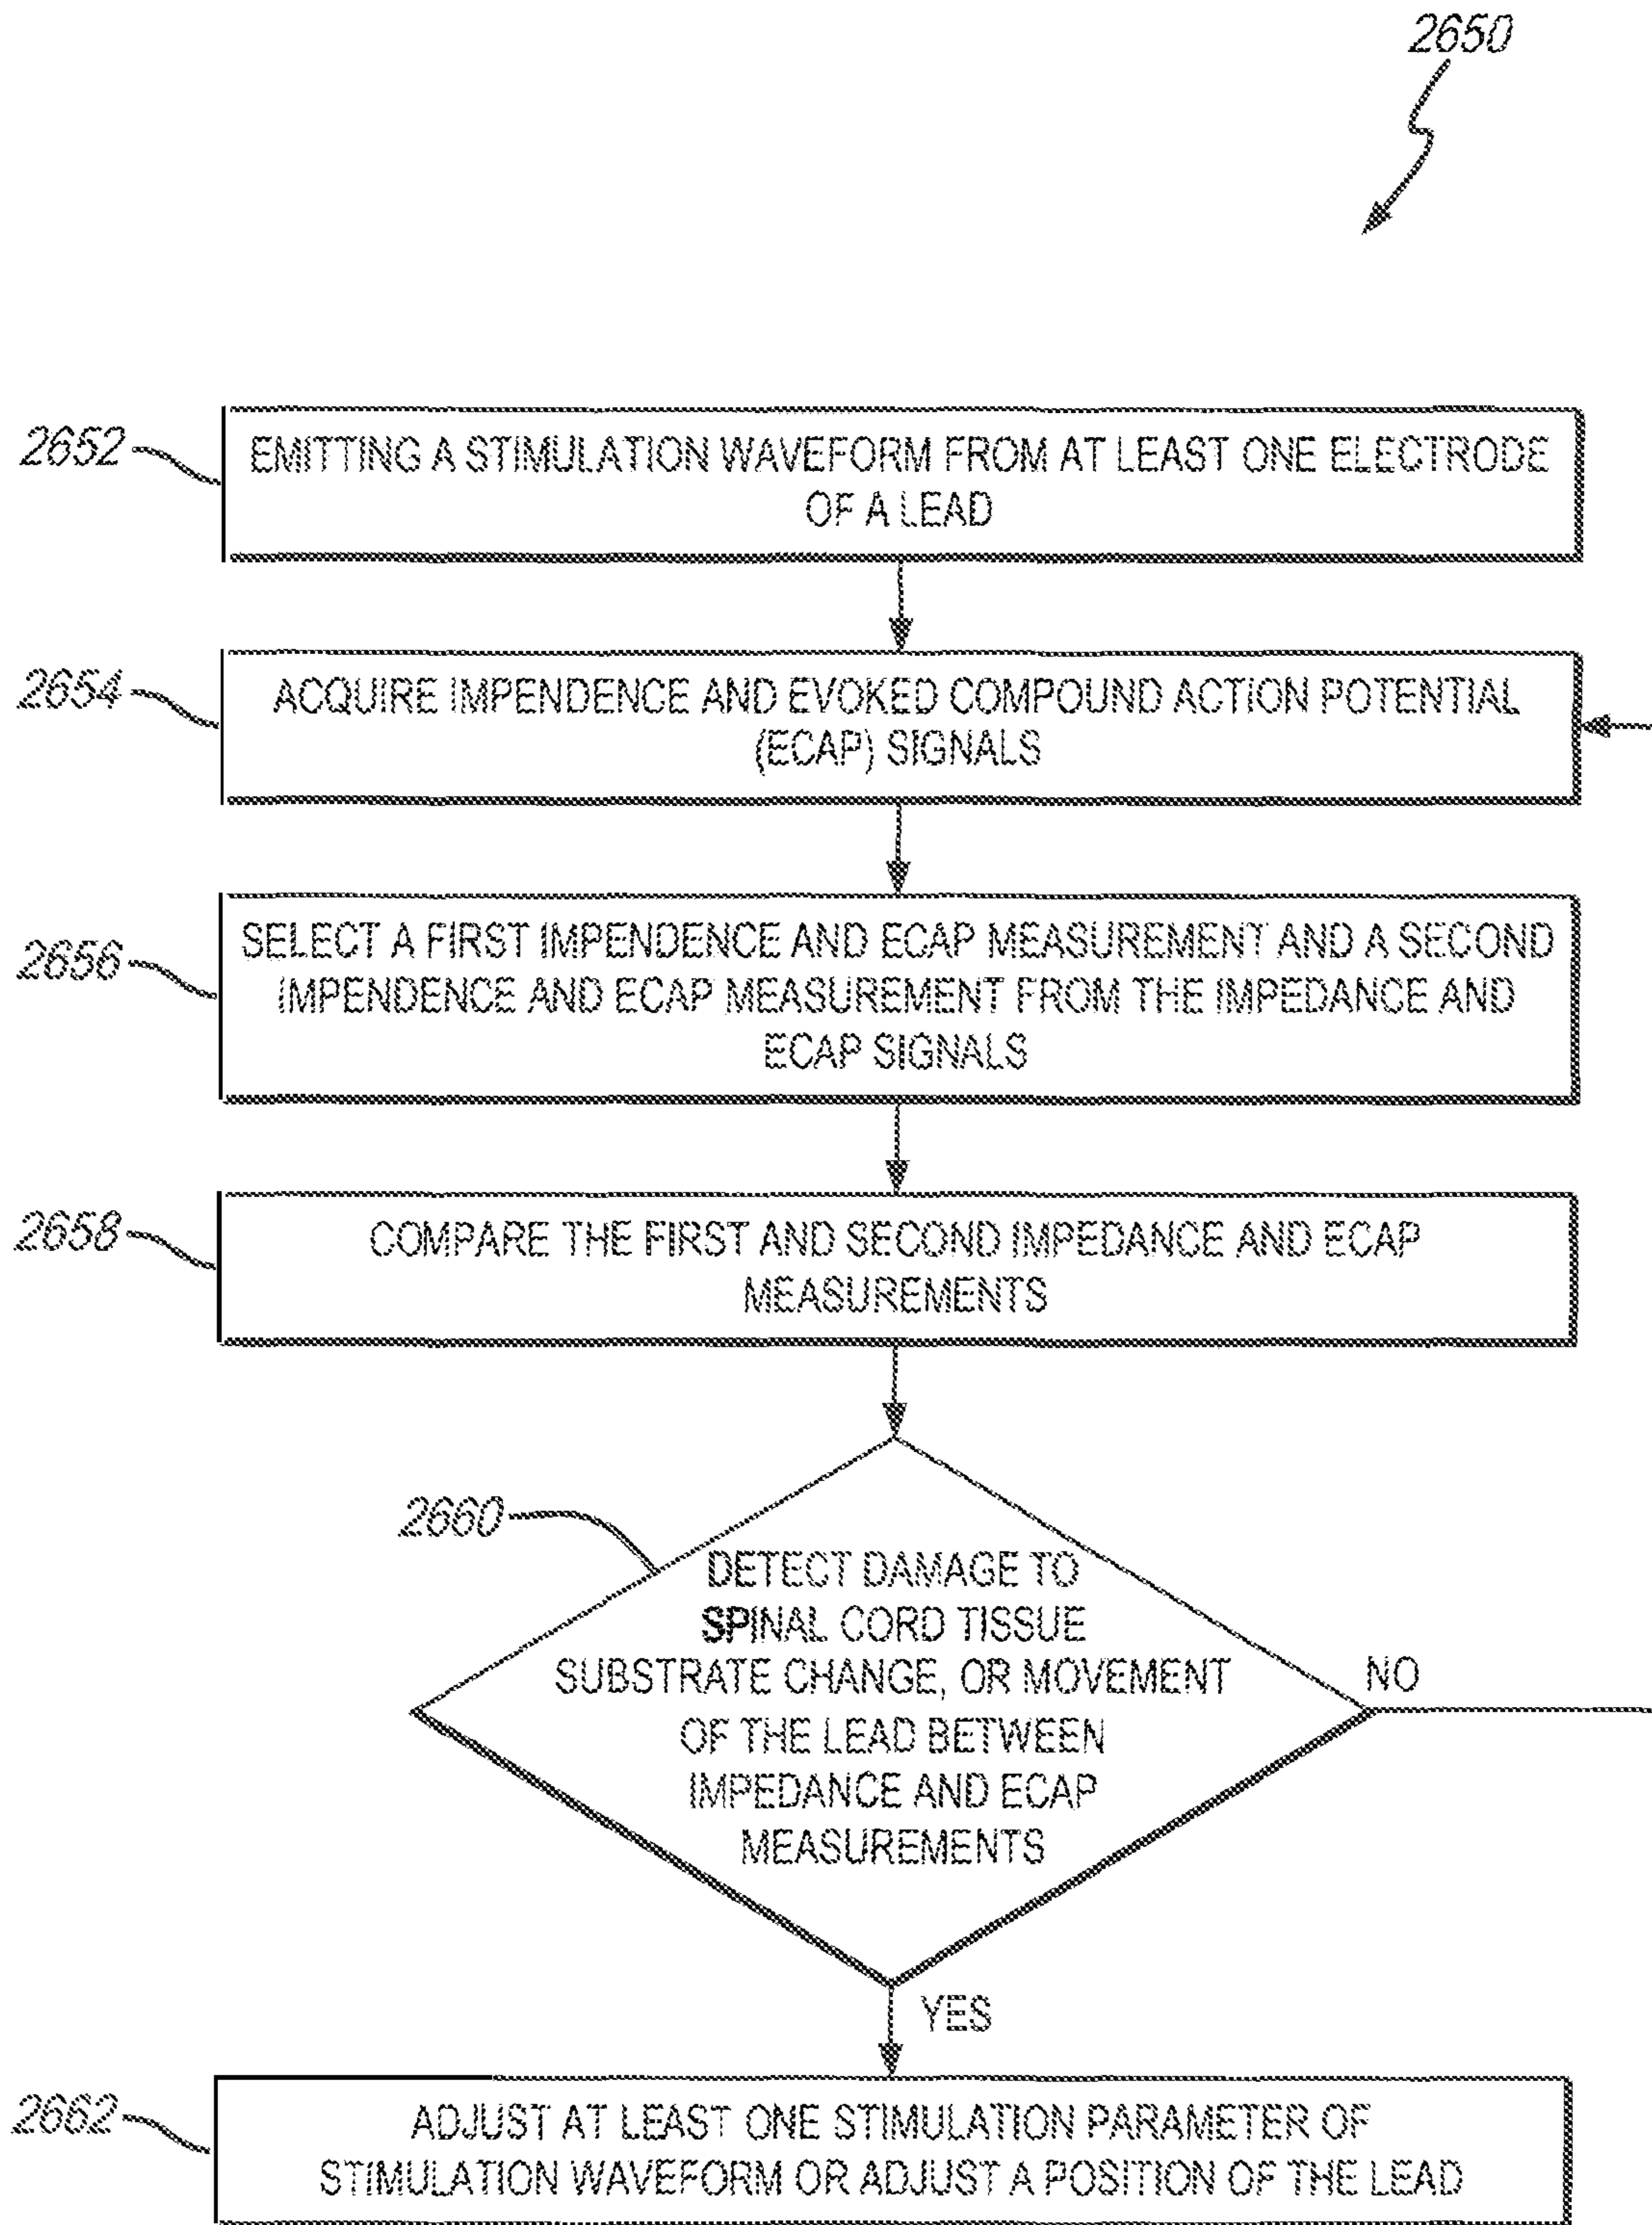 2650
2652
EMITTING A STIMULATION WAVEFORM FROM AT LEAST ONE ELECTRODE
OF A LEAD
2654
ACQUIRE IMPENDENCE AND EVOKED COMPOUND ACTION POTENTIAL
(ECAP) SIGNALS
2656
SELECT A FIRST IMPENDENCE AND ECAP MEASUREMENT AND A SECOND
IMPENDENCE AND ECAP MEASUREMENT FROM THE IMPEDANCE AND
ECAP SIGNALS
2658
COMPARE THE FIRST AND SECOND IMPEDANCE AND ECAP
MEASUREMENTS
2660
DETECT DAMAGE TO
SPINAL CORD TISSUE
SUBSTRATE CHANGE, OR MOVEMENT
OF THE LEAD BETWEEN
IMPEDANCE AND ECAP
MEASUREMENTS
NO
YES
2662
ADJUST AT LEAST ONE STIMULATION PARAMETER OF
STIMULATION WAVEFORM OR ADJUST A POSITION OF THE LEAD